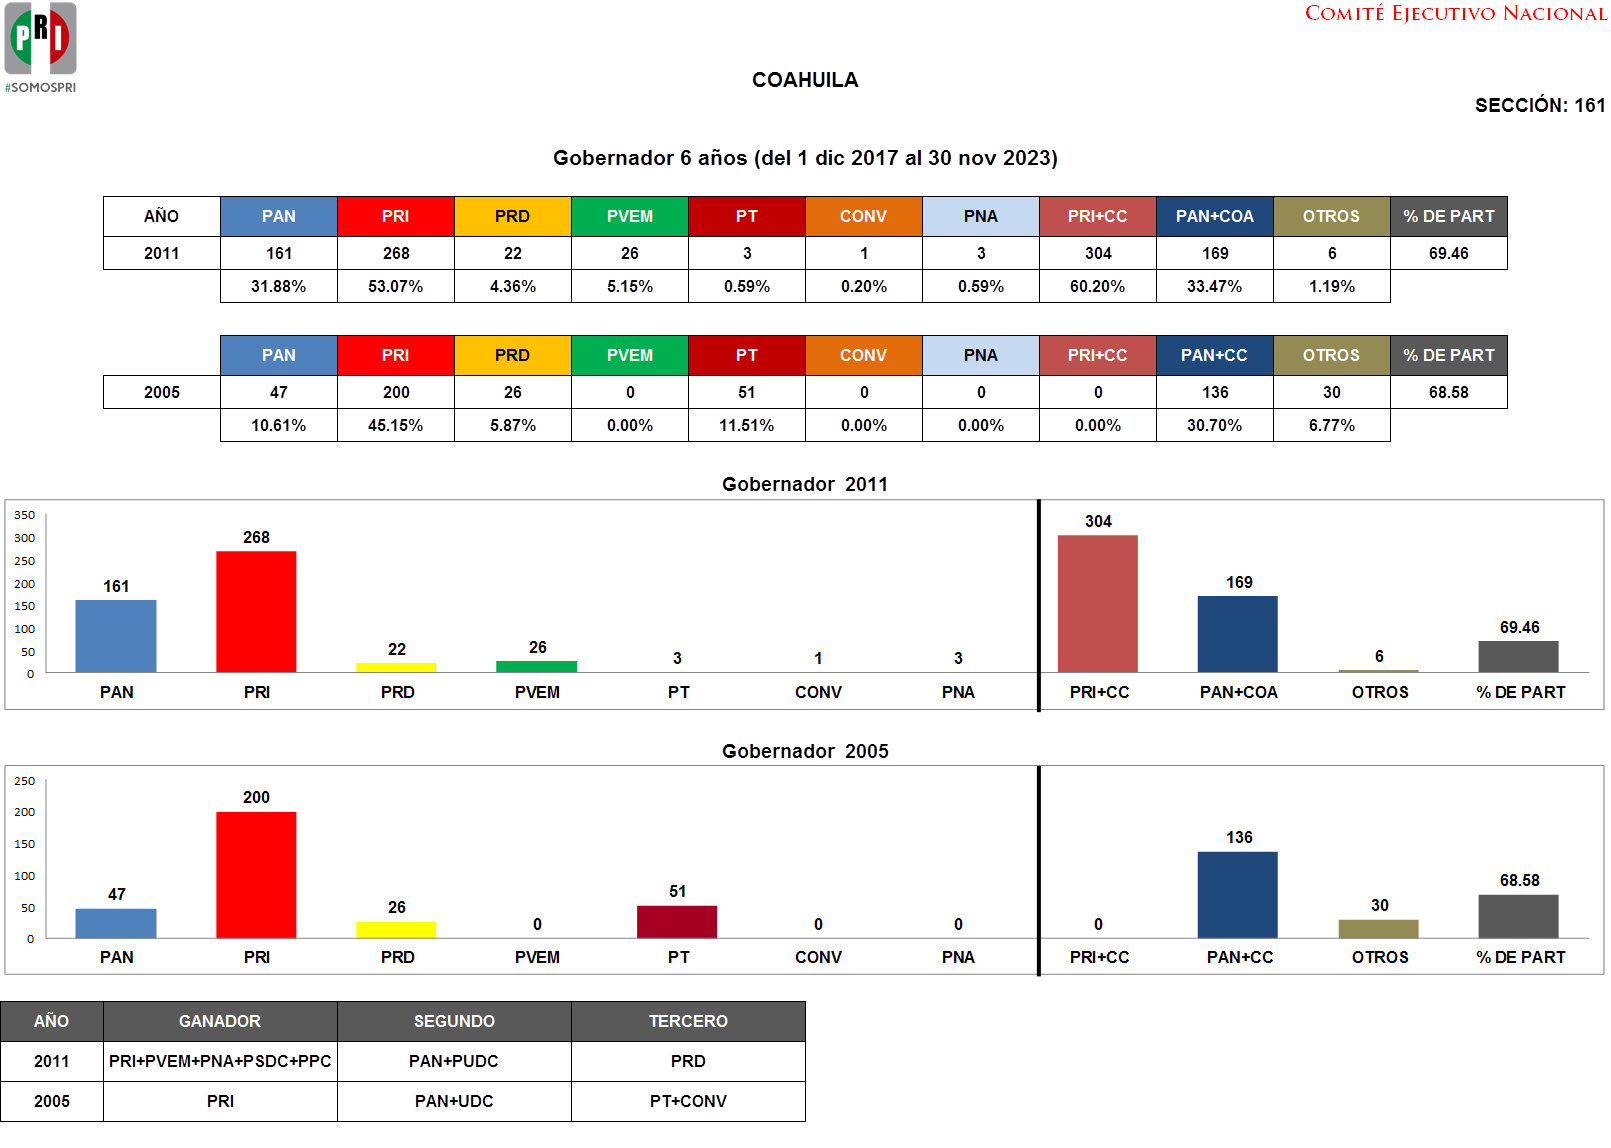 PRI
#SOMOSPRI
COMITÉ EJECUTIVO NACIONAL
COAHUILA
SECCIÓN: 161
Gobernador 6 años (del 1 dic 2017 al 30 nov 2023)
AÑO PAN PRI PRD PVEM PT CONV PNA PRI+CC PAN+COA OTROS % DE PART
2011 161 268 22 26 3 1 3 304 169 6 69.46
31.88% 53.07% 4.36% 5.15% 0.59% 0.20% 0.59% 60.20% 33.47% 1.19%
PAN PRI PRD PVEM PT CONV PNA PRI+CC PAN+CC OTROS % DE PART
2005 47 200 26 0 51 0 0 0 136 30 68.58
10.61% 45.15% 5.87% 0.00% 11.51% 0.00% 0.00% 0.00% 30.70% 6.77%
Gobernador 2011
350
300
250
200
150
100
50
0
161 268 22 26 3 1 3 304 169 6 69.46
PAN PRI PRD PVEM PT CONV PNA PRI+CC PAN+COA OTROS % DE PART
Gobernador 2005
250
200
150
100
50
0
47 200 26 0 51 0 0 0 136 30 68.58
PAN PRI PRD PVEM PT CONV PNA PRI+CC PAN+CC OTROS % DE PART
AÑO GANADOR SEGUNDO TERCERO
2011 PRI+PVEM+PNA+PSDC+PPC PAN+PUDC PRD
2005 PRI PAN+UDC PT+CONV